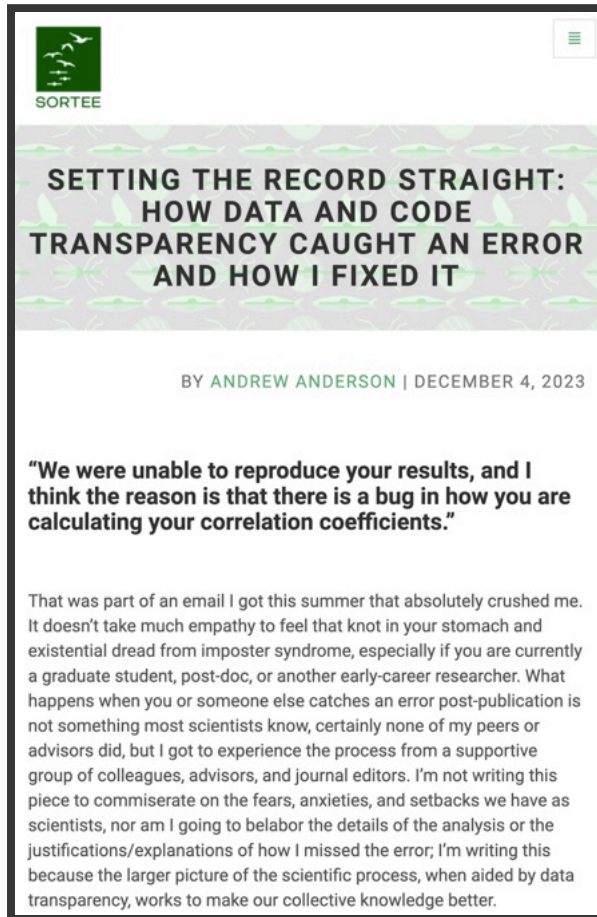 SORTEE
SETTING THE RECORD STRAIGHT:
HOW DATA AND CODE
TRANSPARENCY CAUGHT AN ERROR
AND HOW I FIXED IT
BY ANDREW ANDERSON | DECEMBER 4, 2023
“We were unable to reproduce your results, and I
think the reason is that there is a bug in how you are
calculating your correlation coefficients.”
That was part of an email I got this summer that absolutely crushed me.
It doesn’t take much empathy to feel that knot in your stomach and
existential dread from imposter syndrome, especially if you are currently
a graduate student, post-doc, or another early-career researcher. What
happens when you or someone else catches an error post-publication is
not something most scientists know, certainly none of my peers or
advisors did, but I got to experience the process from a supportive
group of colleagues, advisors, and journal editors. I’m not writing this
piece to commiserate on the fears, anxieties, and setbacks we have as
scientists, nor am I going to belabor the details of the analysis or the
justifications/explanations of how I missed the error; I’m writing this
because the larger picture of the scientific process, when aided by data
transparency, works to make our collective knowledge better.